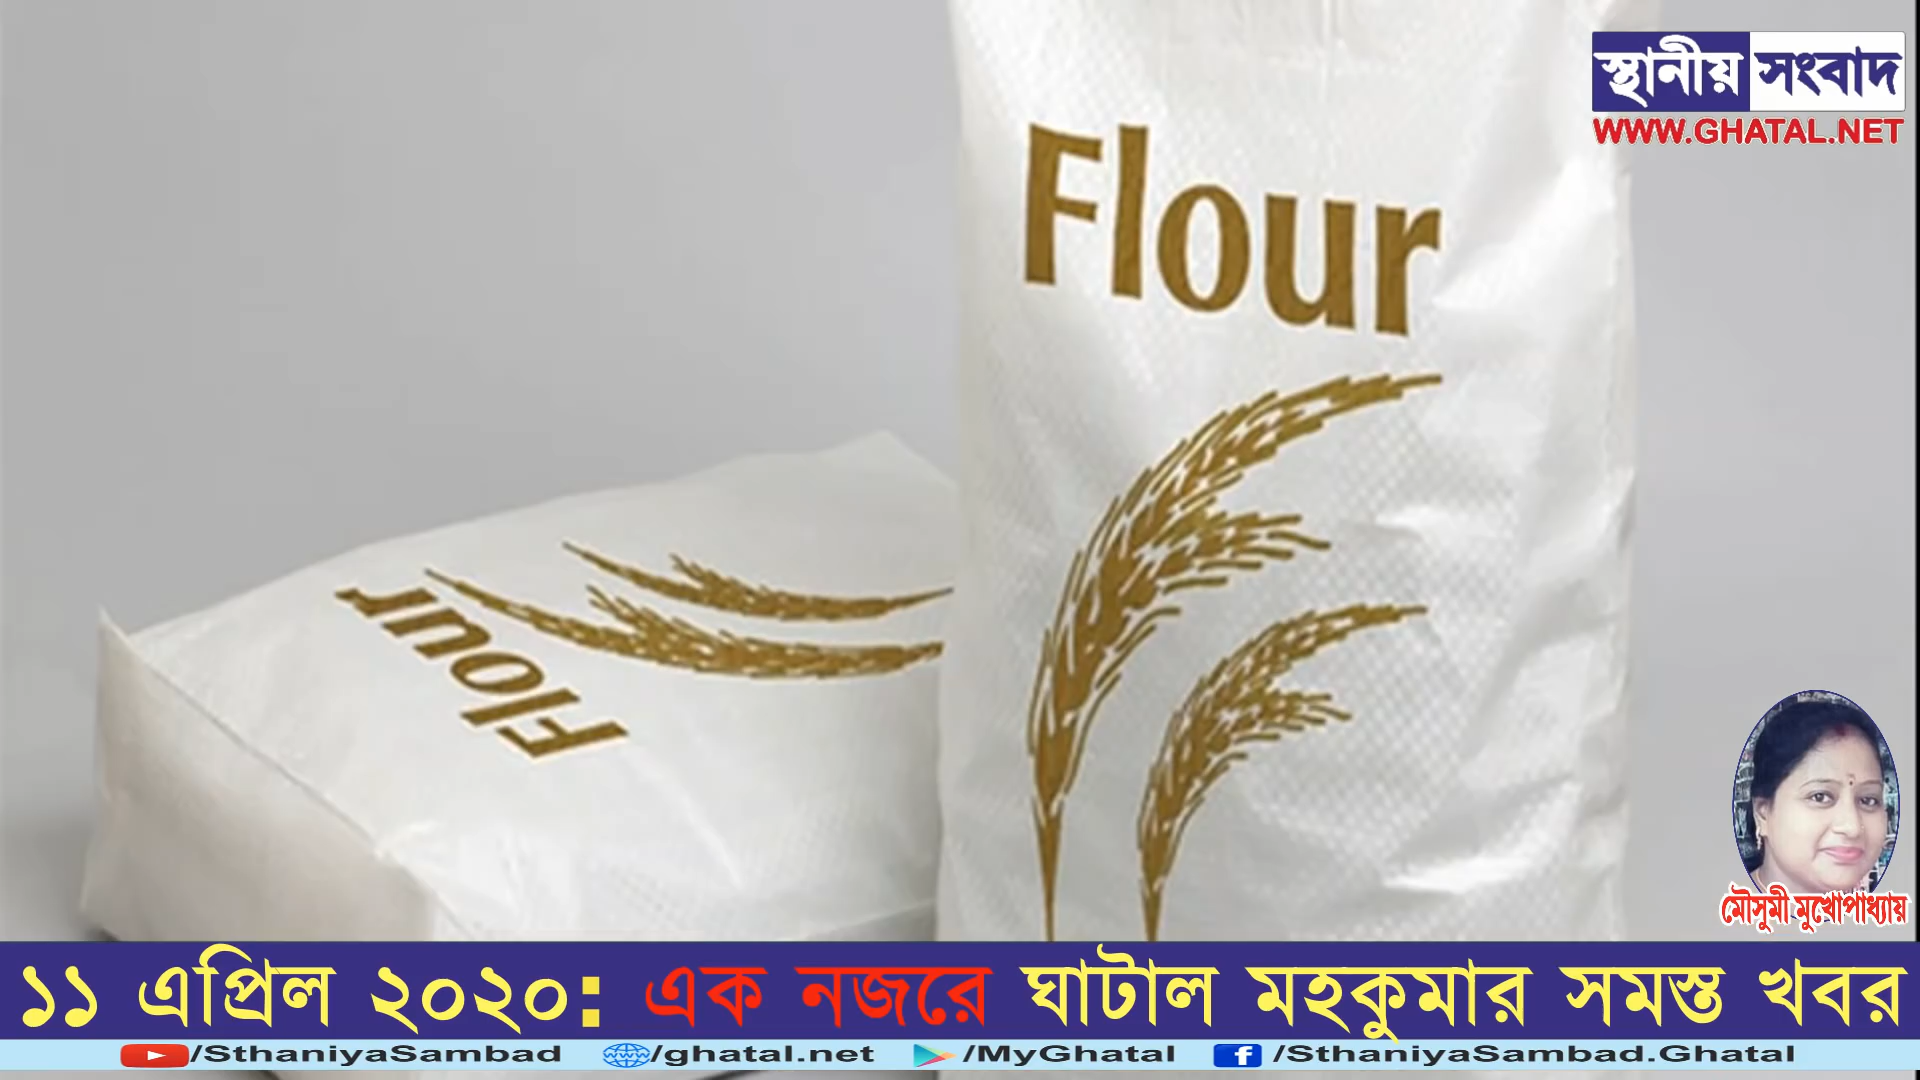 স্থানীয় সংবাদ
WWW.GHATAL.NET
Flour
Flour
মৌসুমী মুখোপাধ্যায়
১১ এপ্রিল ২০২০: এক নজরে ঘাটাল মহকুমার সমস্ত খবর
/SthaniyaSambad /ghatal.net /MyGhatal f /SthaniyaSambad.Ghatal